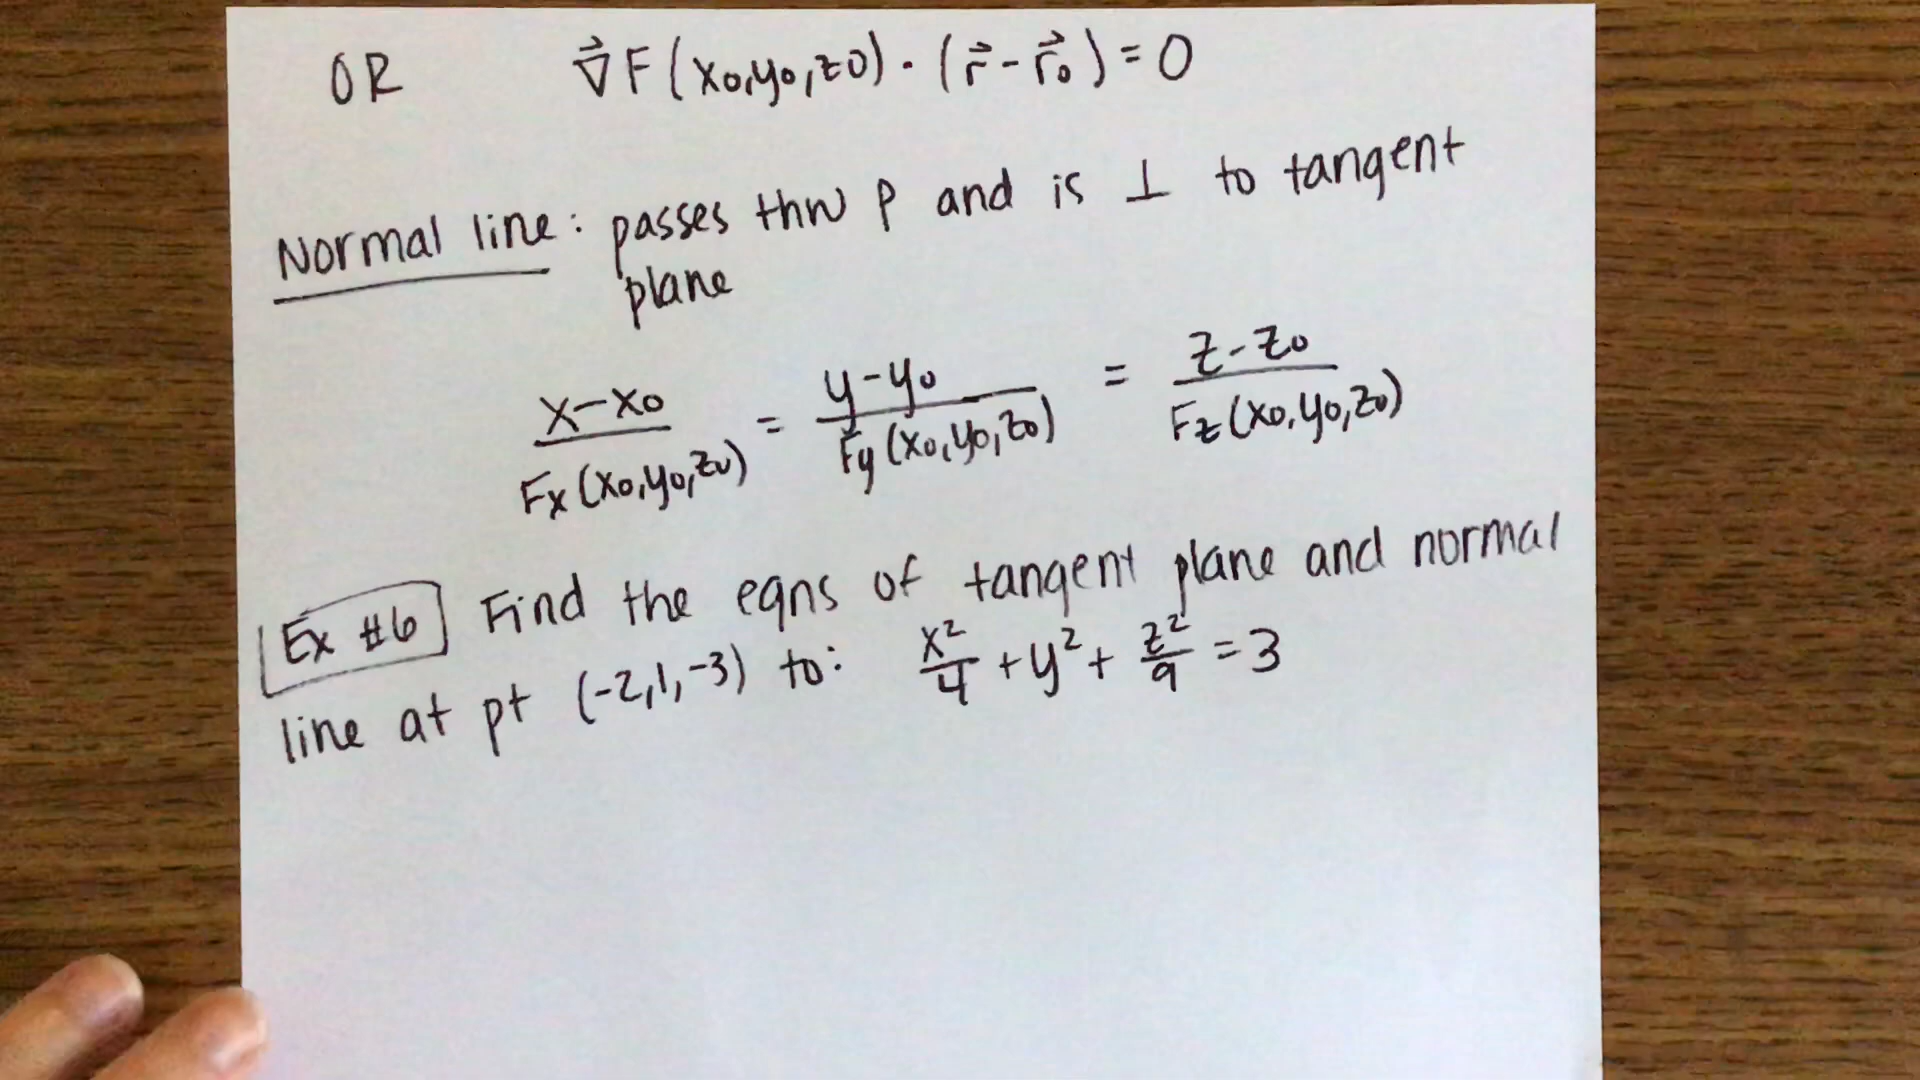 OR ∇⃗F(x0,y0,z0)·(r⃗-r⃗0)=0
Normal line: passes thru P and is ⊥ to tangent
plane
x-x0 / Fx(x0,y0,z0) = y-y0 / Fy(x0,y0,z0) = z-z0 / Fz(x0,y0,z0)
Ex #6 Find the eqns of tangent plane and normal
line at pt (-2,1,-3) to: x²/4 + y² + z²/9 = 3